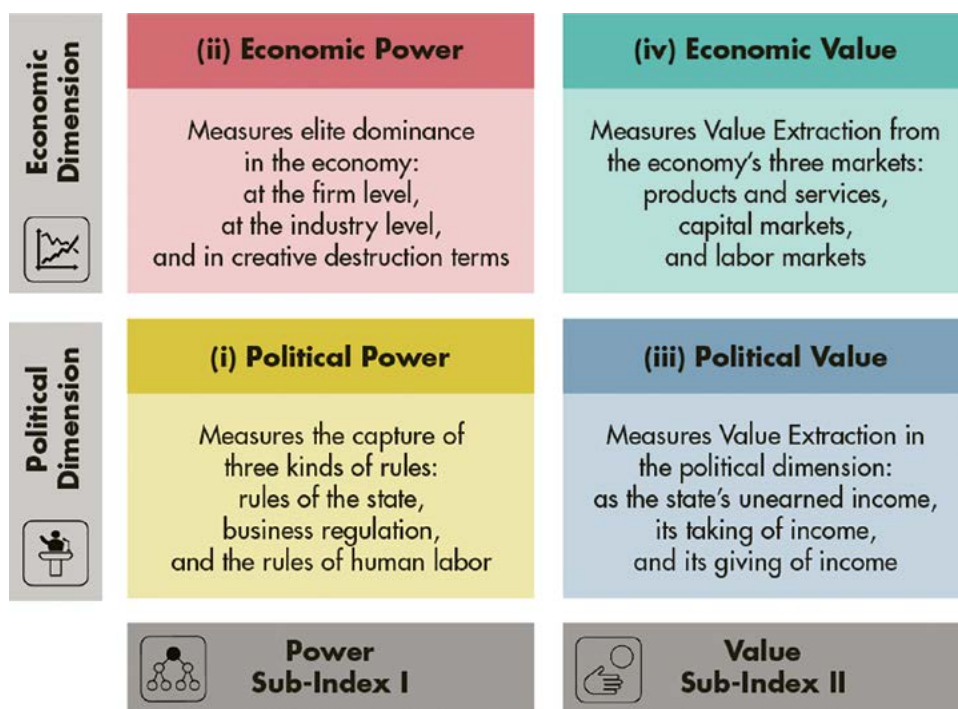 Economic
Dimension
(ii) Economic Power
Measures elite dominance
in the economy:
at the firm level,
at the industry level,
and in creative destruction terms
(iv) Economic Value
Measures Value Extraction from
the economy's three markets:
products and services,
capital markets,
and labor markets
Political
Dimension
(i) Political Power
Measures the capture of
three kinds of rules:
rules of the state,
business regulation,
and the rules of human labor
(iii) Political Value
Measures Value Extraction in
the political dimension:
as the state's unearned income,
its taking of income,
and its giving of income
Power
Sub-Index I
Value
Sub-Index II